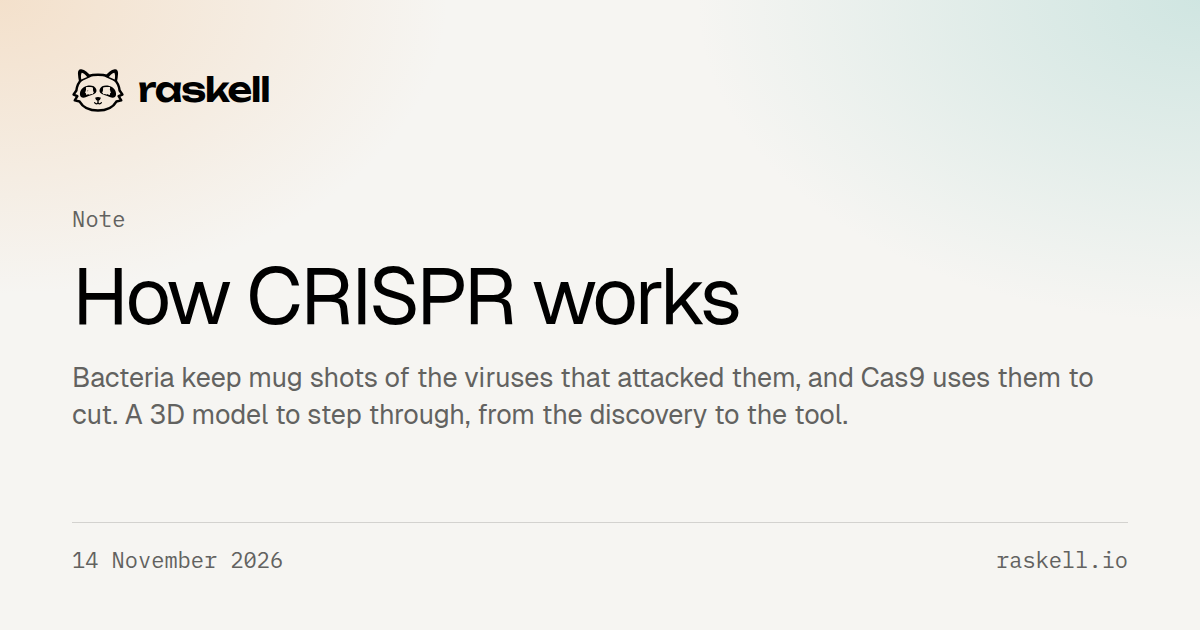 raskell
Note
How CRISPR works
Bacteria keep mug shots of the viruses that attacked them, and Cas9 uses them to
cut. A 3D model to step through, from the discovery to the tool.
14 November 2026
raskell.io